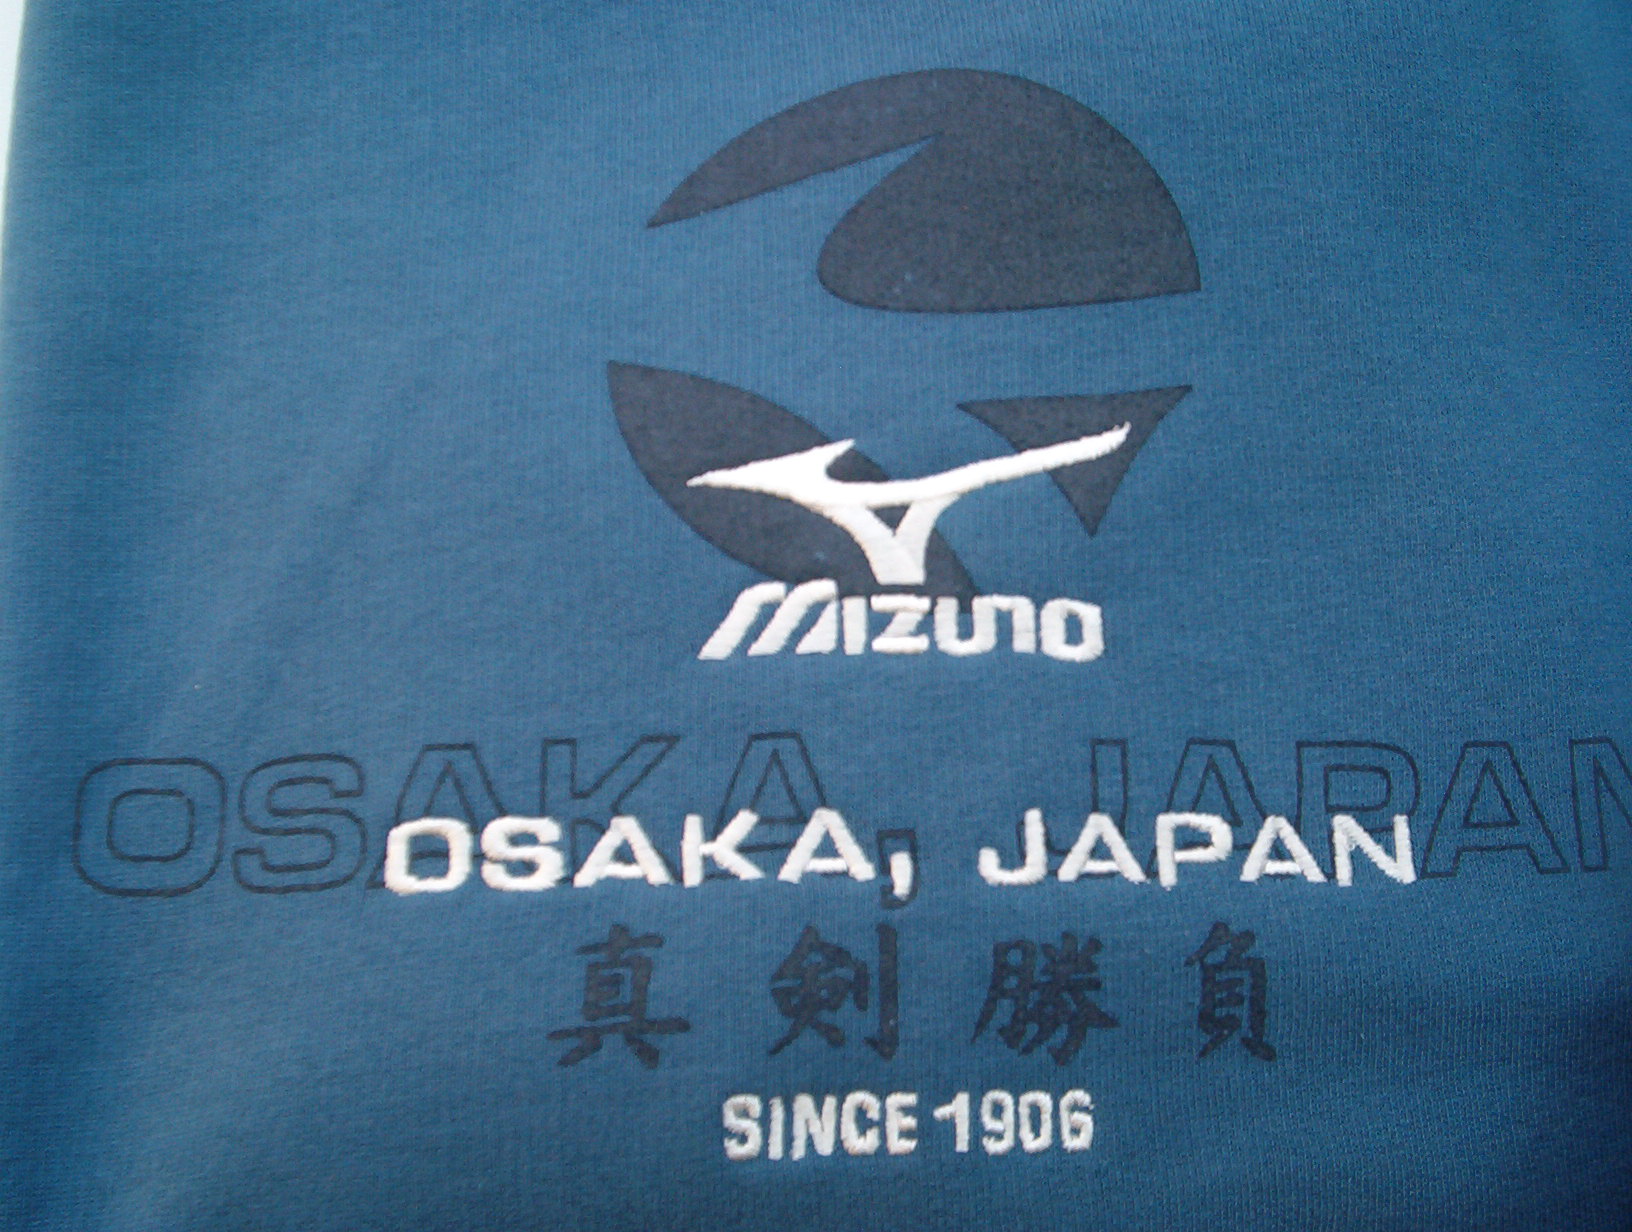 MIZUNO
OSAKA, JAPAN
OSAKA, JAPAN
真剣勝負
SINCE 1906